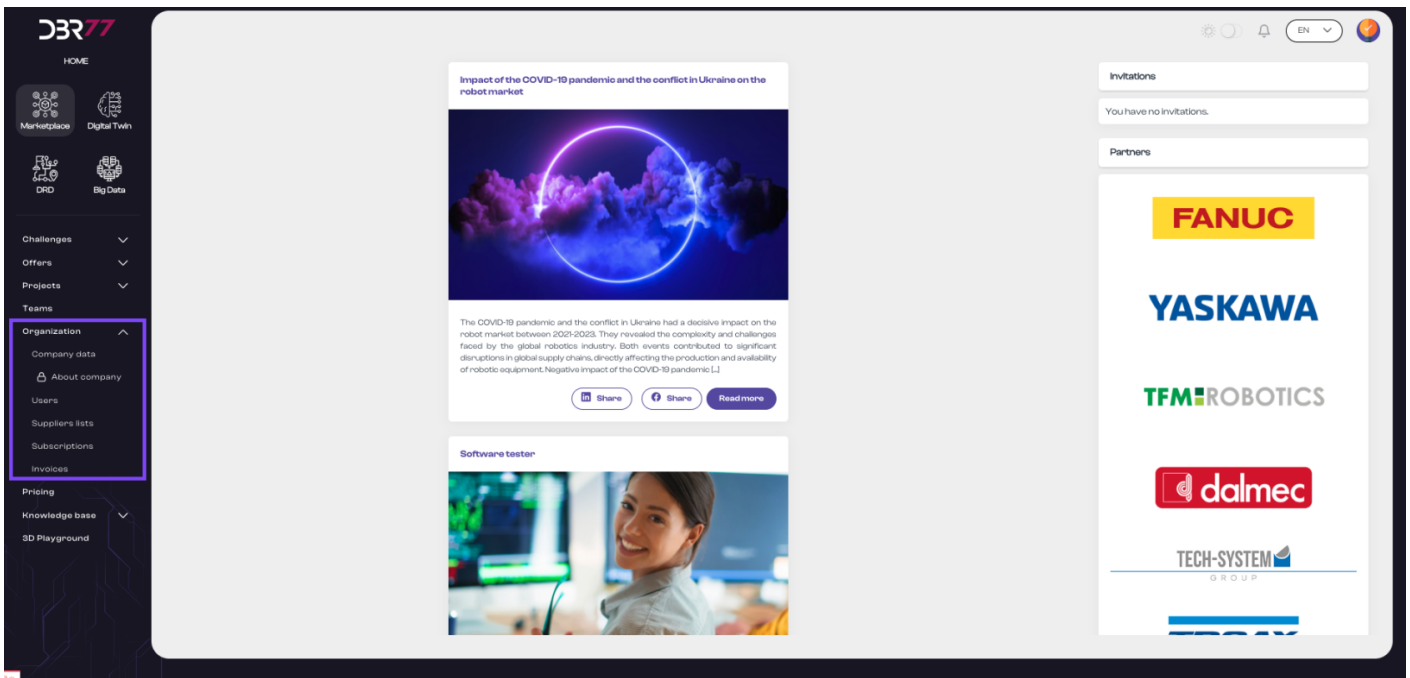 DBR77
HOME
Marketplace
Digital Twin
DRD
Big Data
Challenges
Offers
Projects
Teams
Organization
Company data
About company
Users
Suppliers lists
Subscriptions
Invoices
Pricing
Knowledge base
3D Playground
EN
Impact of the COVID-19 pandemic and the conflict in Ukraine on the
robot market
The COVID-19 pandemic and the conflict in Ukraine had a decisive impact on the
robot market between 2021-2023. They revealed the complexity and challenges
faced by the global robotics industry. Both events contributed to significant
disruptions in global supply chains, directly affecting the production and availability
of robotic equipment. Negative impact of the COVID-19 pandemic [...]
Share
Share
Read more
Software tester
Invitations
You have no invitations.
Partners
FANUC
YASKAWA
TFM ROBOTICS
dalmec
TECH-SYSTEM
GROUP